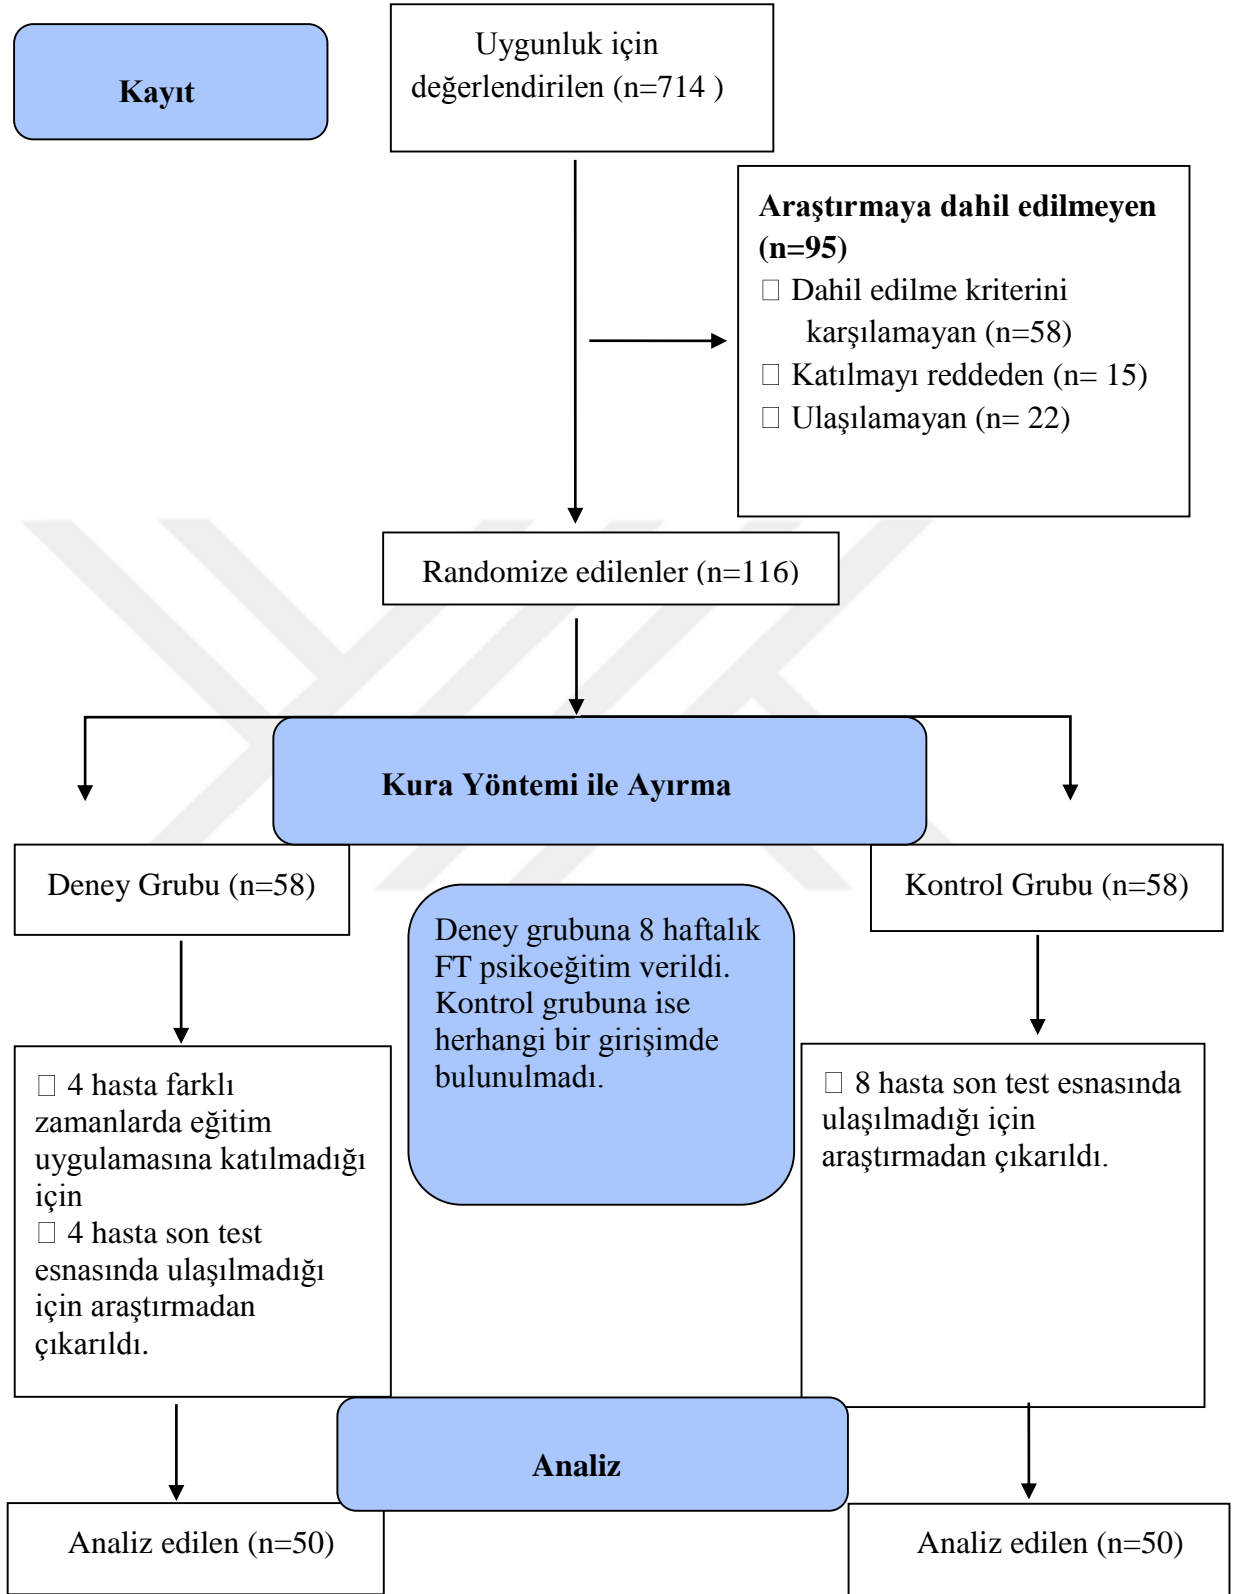 Kayıt
Uygunluk için
değerlendirilen (n=714 )
Araştırmaya dahil edilmeyen
(n=95)
□ Dahil edilme kriterini
karşılamayan (n=58)
□ Katılmayı reddeden (n= 15)
□ Ulaşılamayan (n= 22)
Randomize edilenler (n=116)
Kura Yöntemi ile Ayırma
Deney Grubu (n=58)
Kontrol Grubu (n=58)
Deney grubuna 8 haftalık
FT psikoeğitim verildi.
Kontrol grubuna ise
herhangi bir girişimde
bulunulmadı.
□ 4 hasta farklı
zamanlarda eğitim
uygulamasına katılmadığı
için
□ 4 hasta son test
esnasında ulaşılmadığı
için araştırmadan
çıkarıldı.
□ 8 hasta son test esnasında
ulaşılmadığı için
araştırmadan çıkarıldı.
Analiz
Analiz edilen (n=50)
Analiz edilen (n=50)